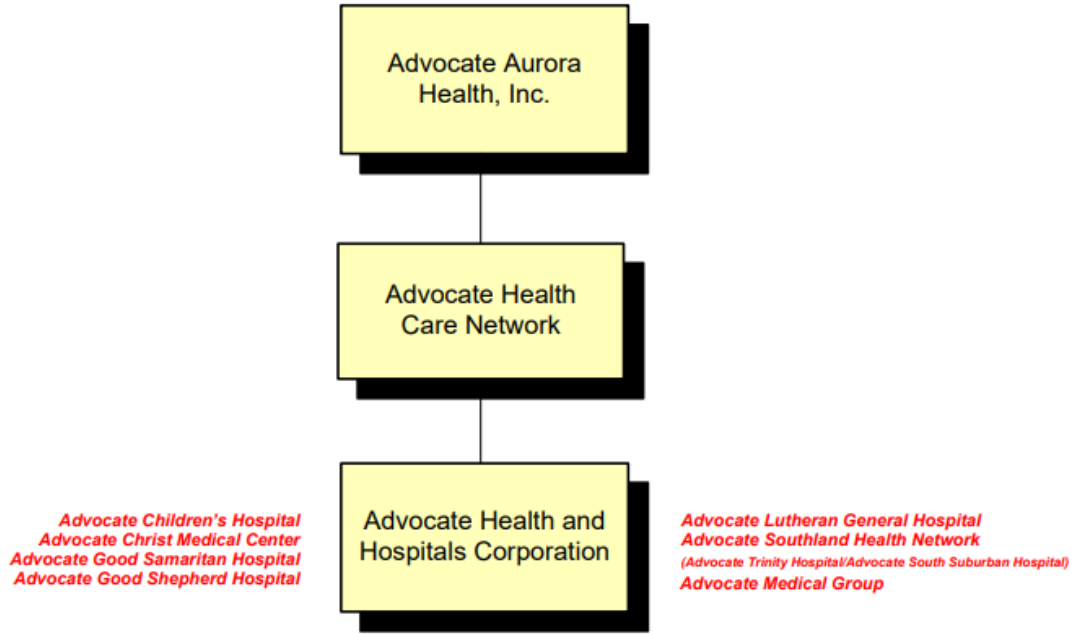 Advocate Aurora
Health, Inc.
Advocate Health
Care Network
Advocate Health and
Hospitals Corporation
Advocate Children's Hospital
Advocate Christ Medical Center
Advocate Good Samaritan Hospital
Advocate Good Shepherd Hospital
Advocate Lutheran General Hospital
Advocate Southland Health Network
(Advocate Trinity Hospital/Advocate South Suburban Hospital)
Advocate Medical Group